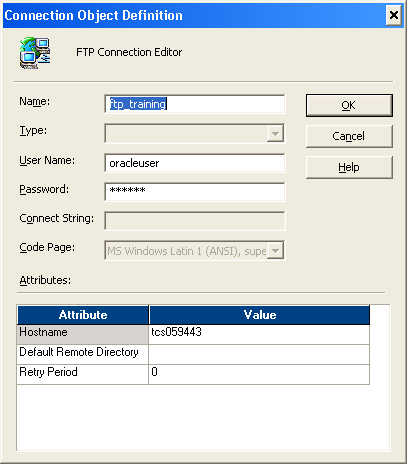 Connection Object Definition
FTP Connection Editor
Name: ftp_training OK
Type: Cancel
User Name: oracleuser Help
Password: ******
Connect String:
Code Page: MS Windows Latin 1 (ANSI), supe
Attributes:
Attribute Value
Hostname tcs059443
Default Remote Directory
Retry Period 0